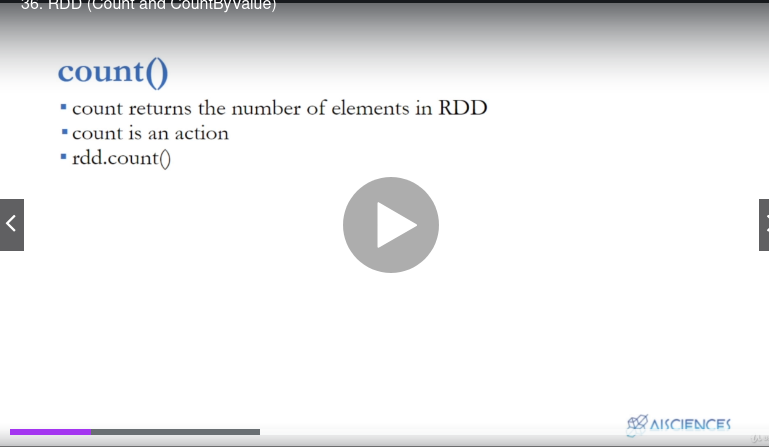 36. RDD (Count and CountByValue)
count()
▪ count returns the number of elements in RDD
▪ count is an action
▪ rdd.count()
AISCIENCES